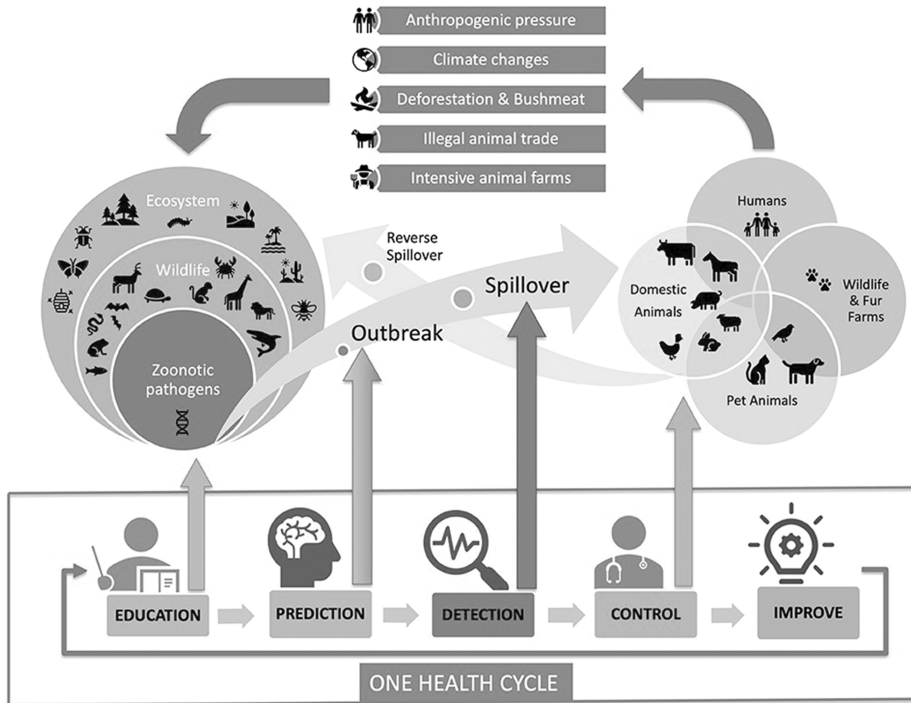 Anthropogenic pressure
Climate changes
Deforestation & Bushmeat
Illegal animal trade
Intensive animal farms
Ecosystem
Wildlife
Zoonotic
pathogens
Reverse
Spillover
Spillover
Outbreak
Humans
Domestic
Animals
Wildlife
& Fur
Farms
Pet Animals
EDUCATION
PREDICTION
DETECTION
CONTROL
IMPROVE
ONE HEALTH CYCLE